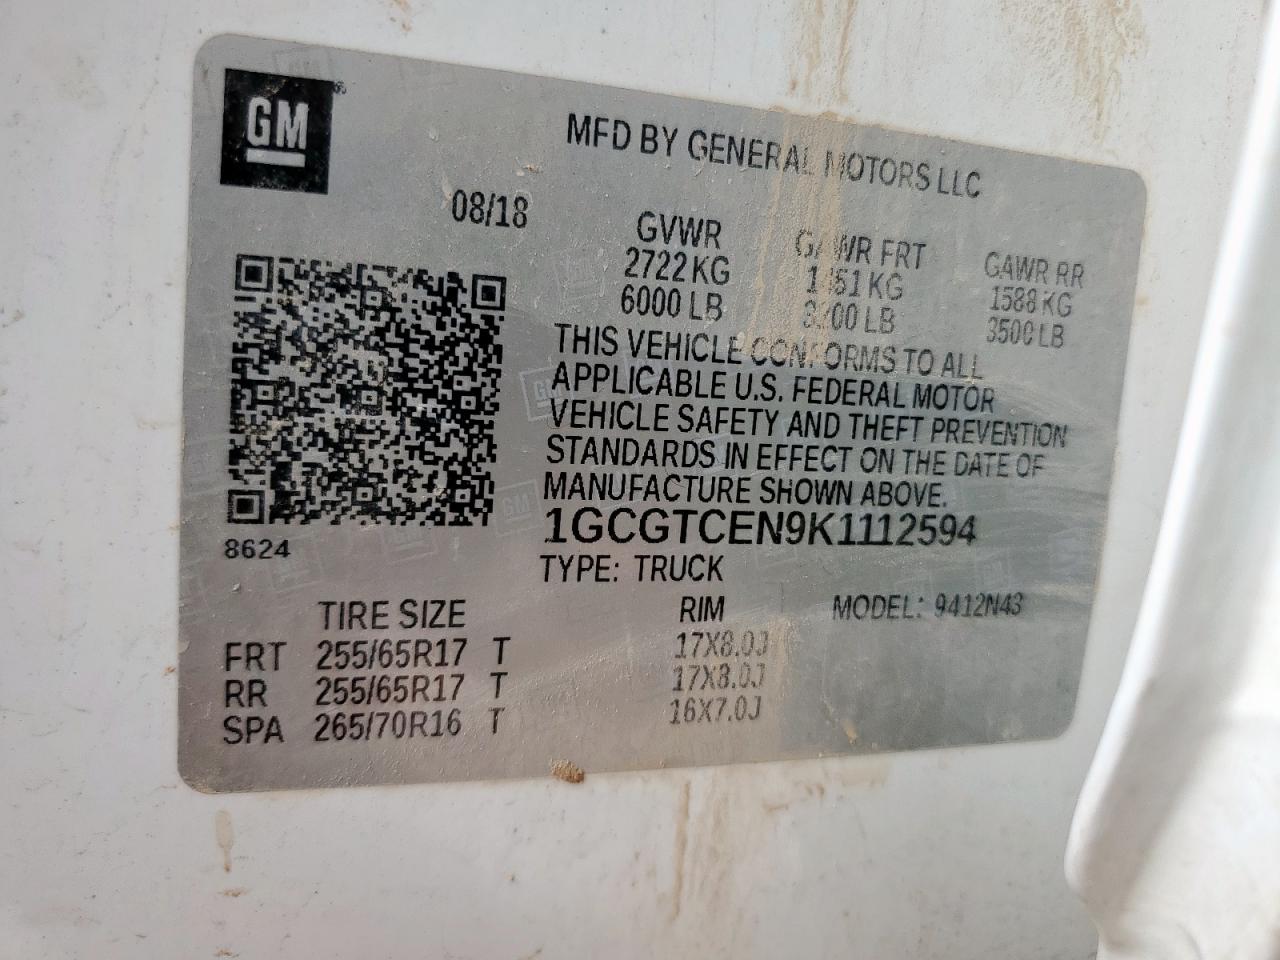 GM
MFD BY GENERAL MOTORS LLC
08/18
GVWR GAWR FRT GAWR RR
2722 KG 1588 KG
6000 LB 3500 LB
THIS VEHICLE CONFORMS TO ALL
APPLICABLE U.S. FEDERAL MOTOR
VEHICLE SAFETY AND THEFT PREVENTION
STANDARDS IN EFFECT ON THE DATE OF
MANUFACTURE SHOWN ABOVE.
1GCGTCEN9K1112594
8624
TYPE: TRUCK
TIRE SIZE RIM MODEL: 9412N43
FRT 255/65R17 T 17X8.0J
RR 255/65R17 T 17X8.0J
SPA 265/70R16 T 16X7.0J